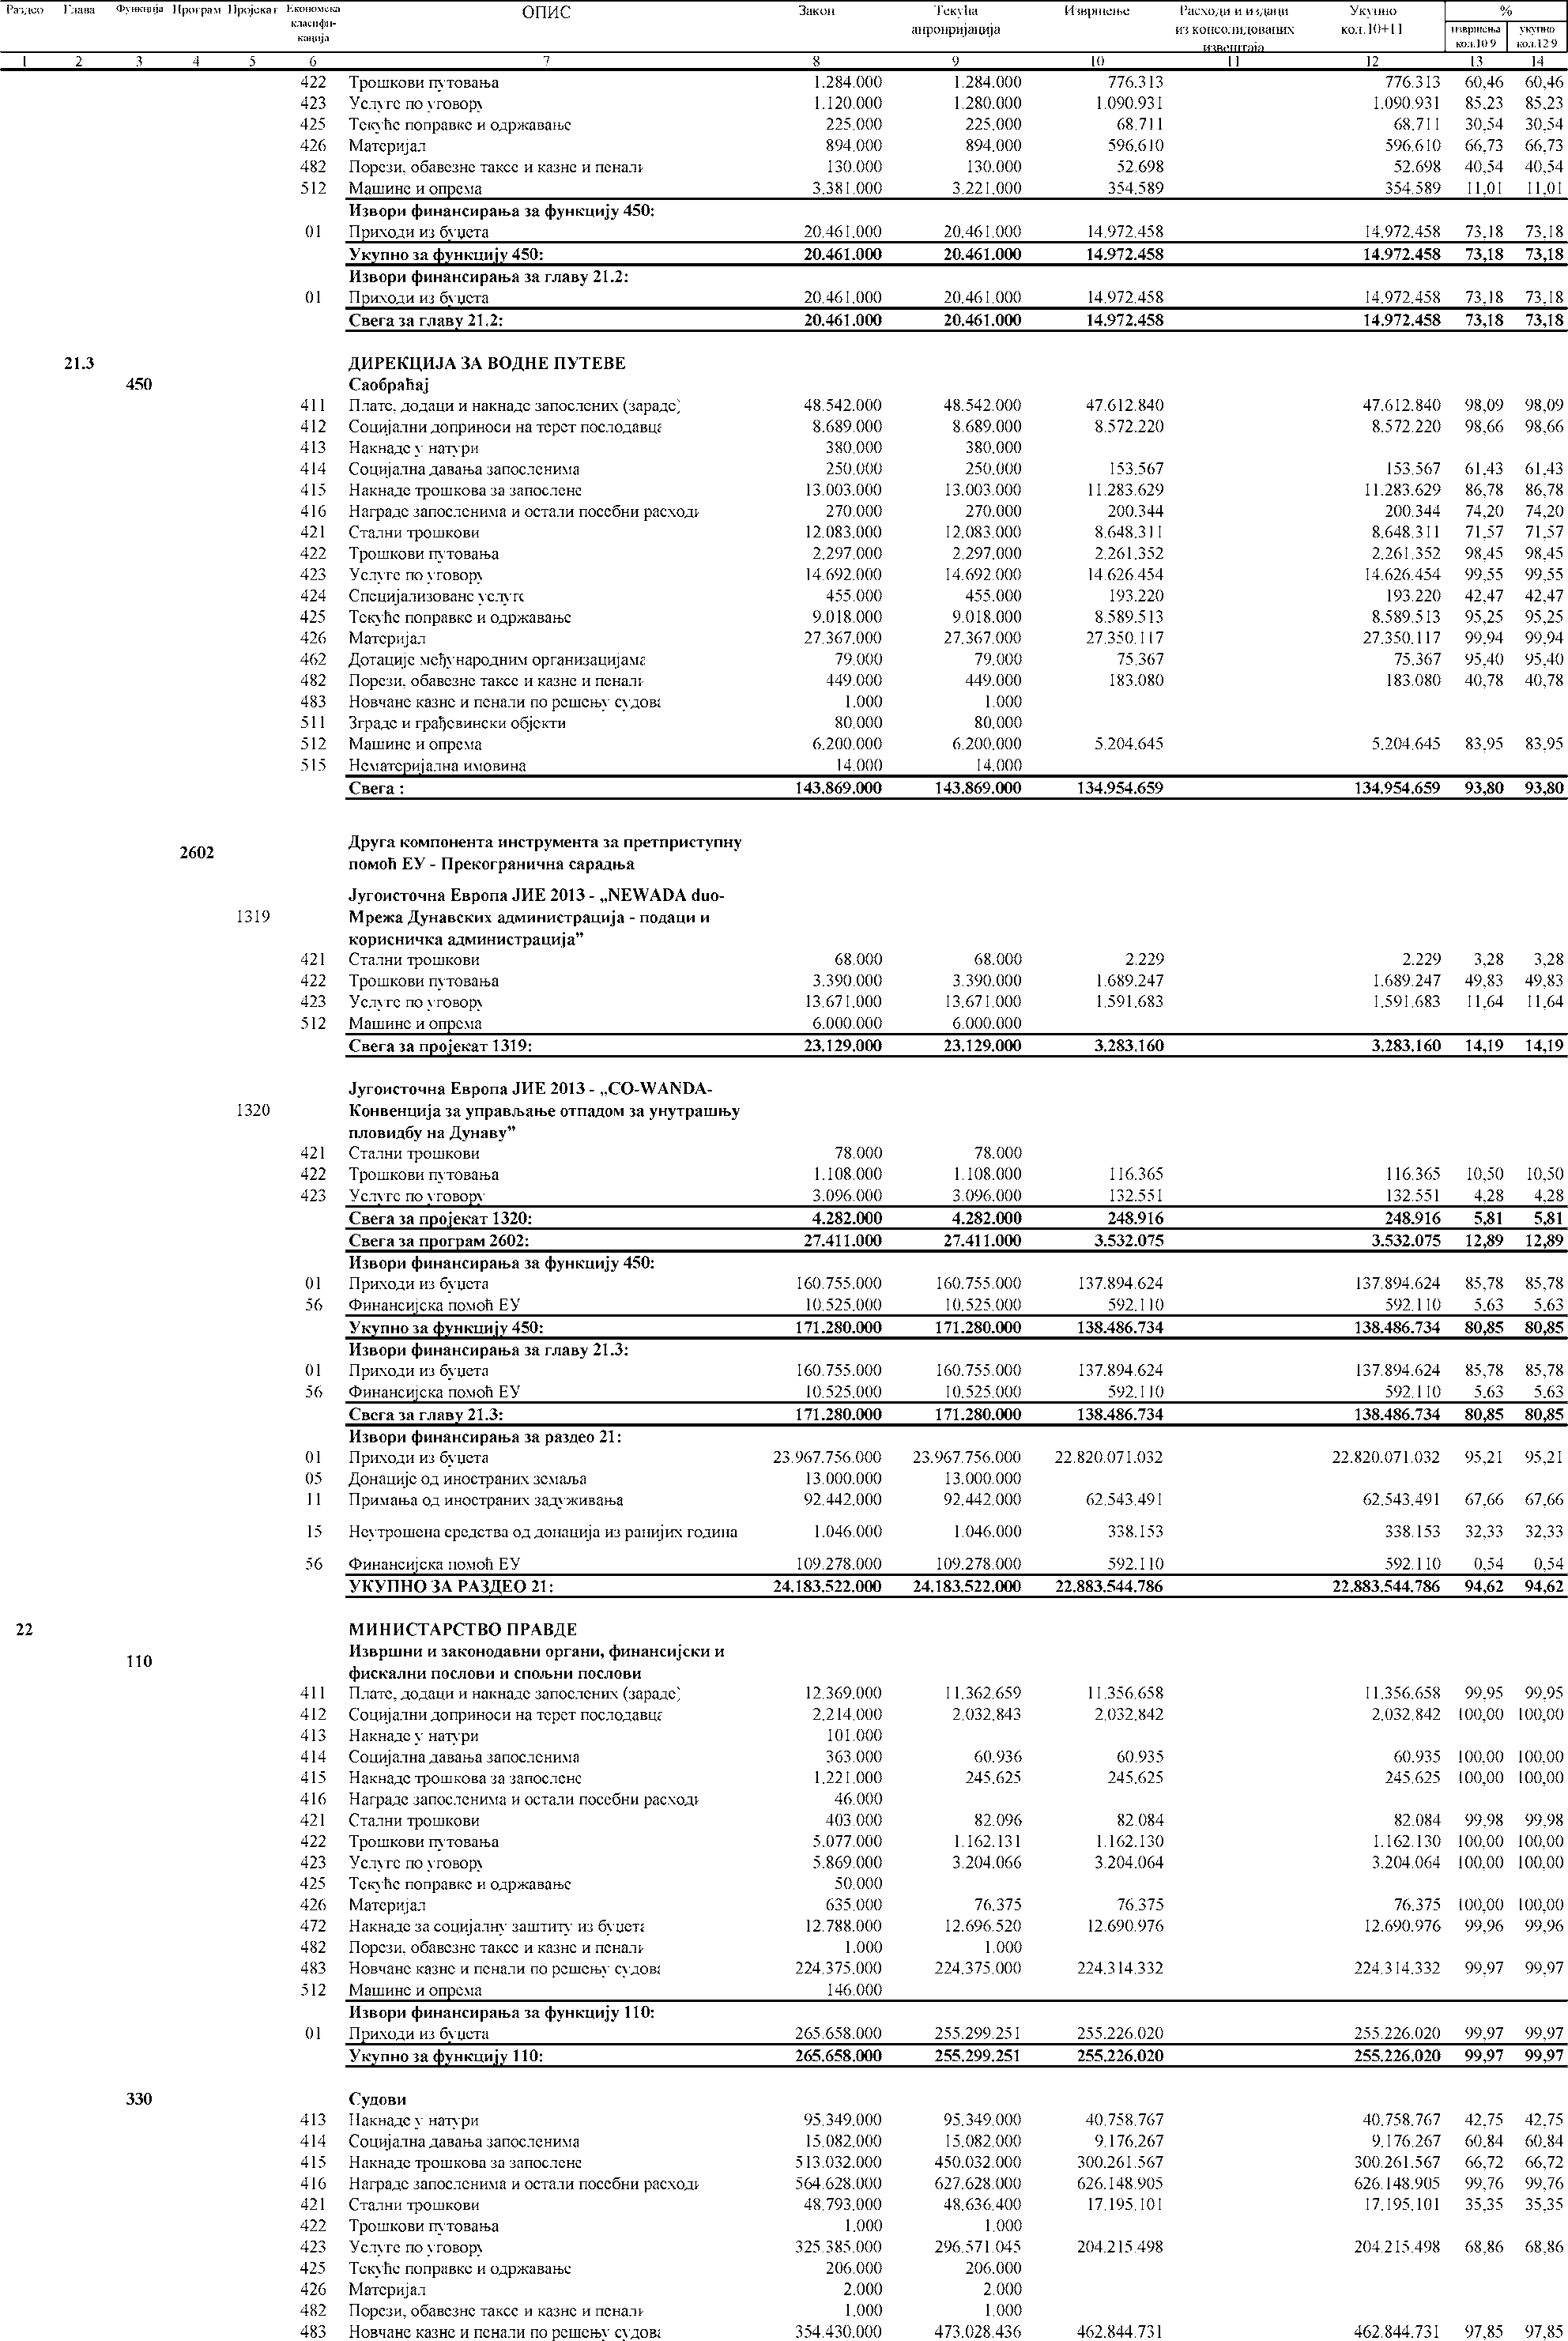 Раздео Глава Функција Програм Пројекат Економска класифи-кација ОПИС Закон Текућа апропријација Извршење Расходи и издаци из консолидованих извештаја Укупно кол.10+11 % извршења кол.10/9 укупно кол.12/9
1 2 3 4 5 6 7 8 9 10 11 12 13 14
422 Трошкови путовања 1.284.000 1.284.000 776.313 776.313 60,46 60,46
423 Услуге по уговору 1.120.000 1.280.000 1.090.931 1.090.931 85,23 85,23
425 Текуће поправке и одржавање 225.000 225.000 68.711 68.711 30,54 30,54
426 Материјал 894.000 894.000 596.610 596.610 66,73 66,73
482 Порези, обавезне таксе и казне и пенали 130.000 130.000 52.698 52.698 40,54 40,54
512 Машине и опрема 3.381.000 3.221.000 354.589 354.589 11,01 11,01
Извори финансирања за функцију 450:
01 Приходи из буџета 20.461.000 20.461.000 14.972.458 14.972.458 73,18 73,18
Укупно за функцију 450: 20.461.000 20.461.000 14.972.458 14.972.458 73,18 73,18
Извори финансирања за главу 21.2:
01 Приходи из буџета 20.461.000 20.461.000 14.972.458 14.972.458 73,18 73,18
Свега за главу 21.2: 20.461.000 20.461.000 14.972.458 14.972.458 73,18 73,18
21.3 ДИРЕКЦИЈА ЗА ВОДНЕ ПУТЕВЕ
450 Саобраћај
411 Плате, додаци и накнаде запослених (зараде) 48.542.000 48.542.000 47.612.840 47.612.840 98,09 98,09
412 Социјални доприноси на терет послодавца 8.689.000 8.689.000 8.572.220 8.572.220 98,66 98,66
413 Накнаде у натури 380.000 380.000
414 Социјална давања запосленима 250.000 250.000 153.567 153.567 61,43 61,43
415 Накнаде трошкова за запослене 13.003.000 13.003.000 11.283.629 11.283.629 86,78 86,78
416 Награде запосленима и остали посебни расходи 270.000 270.000 200.344 200.344 74,20 74,20
421 Стални трошкови 12.083.000 12.083.000 8.648.311 8.648.311 71,57 71,57
422 Трошкови путовања 2.297.000 2.297.000 2.261.352 2.261.352 98,45 98,45
423 Услуге по уговору 14.692.000 14.692.000 14.626.454 14.626.454 99,55 99,55
424 Специјализоване услуге 455.000 455.000 193.220 193.220 42,47 42,47
425 Текуће поправке и одржавање 9.018.000 9.018.000 8.589.513 8.589.513 95,25 95,25
426 Материјал 27.367.000 27.367.000 27.350.117 27.350.117 99,94 99,94
462 Дотације међународним организацијама 79.000 79.000 75.367 75.367 95,40 95,40
482 Порези, обавезне таксе и казне и пенали 449.000 449.000 183.080 183.080 40,78 40,78
483 Новчане казне и пенали по решењу судова 1.000 1.000
511 Зграде и грађевински објекти 80.000 80.000
512 Машине и опрема 6.200.000 6.200.000 5.204.645 5.204.645 83,95 83,95
515 Нематеријална имовина 14.000 14.000
Свега : 143.869.000 143.869.000 134.954.659 134.954.659 93,80 93,80
2602 Друга компонента инструмента за претприступну
помоћ ЕУ - Прекогранична сарадња
Југоисточна Европа ЈИЕ 2013 - „NEWADA duo-
1319 Мрежа Дунавских администрација - подаци и
корисничка администрација”
421 Стални трошкови 68.000 68.000 2.229 2.229 3,28 3,28
422 Трошкови путовања 3.390.000 3.390.000 1.689.247 1.689.247 49,83 49,83
423 Услуге по уговору 13.671.000 13.671.000 1.591.683 1.591.683 11,64 11,64
512 Машине и опрема 6.000.000 6.000.000
Свега за пројекат 1319: 23.129.000 23.129.000 3.283.160 3.283.160 14,19 14,19
Југоисточна Европа ЈИЕ 2013 - „CO-WANDA-
1320 Конвенција за управљање отпадом за унутрашњу
пловидбу на Дунаву”
421 Стални трошкови 78.000 78.000
422 Трошкови путовања 1.108.000 1.108.000 116.365 116.365 10,50 10,50
423 Услуге по уговору 3.096.000 3.096.000 132.551 132.551 4,28 4,28
Свега за пројекат 1320: 4.282.000 4.282.000 248.916 248.916 5,81 5,81
Свега за програм 2602: 27.411.000 27.411.000 3.532.075 3.532.075 12,89 12,89
Извори финансирања за функцију 450:
01 Приходи из буџета 160.755.000 160.755.000 137.894.624 137.894.624 85,78 85,78
56 Финансијска помоћ ЕУ 10.525.000 10.525.000 592.110 592.110 5,63 5,63
Укупно за функцију 450: 171.280.000 171.280.000 138.486.734 138.486.734 80,85 80,85
Извори финансирања за главу 21.3:
01 Приходи из буџета 160.755.000 160.755.000 137.894.624 137.894.624 85,78 85,78
56 Финансијска помоћ ЕУ 10.525.000 10.525.000 592.110 592.110 5,63 5,63
Свега за главу 21.3: 171.280.000 171.280.000 138.486.734 138.486.734 80,85 80,85
Извори финансирања за раздео 21:
01 Приходи из буџета 23.967.756.000 23.967.756.000 22.820.071.032 22.820.071.032 95,21 95,21
05 Донације од иностраних земаља 13.000.000 13.000.000
11 Примања од иностраних задуживања 92.442.000 92.442.000 62.543.491 62.543.491 67,66 67,66
15 Неутрошена средства од донација из ранијих година 1.046.000 1.046.000 338.153 338.153 32,33 32,33
56 Финансијска помоћ ЕУ 109.278.000 109.278.000 592.110 592.110 0,54 0,54
УКУПНО ЗА РАЗДЕО 21: 24.183.522.000 24.183.522.000 22.883.544.786 22.883.544.786 94,62 94,62
22 МИНИСТАРСТВО ПРАВДЕ
110 Извршни и законодавни органи, финансијски и
фискални послови и спољни послови
411 Плате, додаци и накнаде запослених (зараде) 12.369.000 11.362.659 11.356.658 11.356.658 99,95 99,95
412 Социјални доприноси на терет послодавца 2.214.000 2.032.843 2.032.842 2.032.842 100,00 100,00
413 Накнаде у натури 101.000
414 Социјална давања запосленима 363.000 60.936 60.935 60.935 100,00 100,00
415 Накнаде трошкова за запослене 1.221.000 245.625 245.625 245.625 100,00 100,00
416 Награде запосленима и остали посебни расходи 46.000
421 Стални трошкови 403.000 82.096 82.084 82.084 99,98 99,98
422 Трошкови путовања 5.077.000 1.162.131 1.162.130 1.162.130 100,00 100,00
423 Услуге по уговору 5.869.000 3.204.066 3.204.064 3.204.064 100,00 100,00
425 Текуће поправке и одржавање 50.000
426 Материјал 635.000 76.375 76.375 76.375 100,00 100,00
472 Накнаде за социјалну заштиту из буџета 12.788.000 12.696.520 12.690.976 12.690.976 99,96 99,96
482 Порези, обавезне таксе и казне и пенали 1.000 1.000
483 Новчане казне и пенали по решењу судова 224.375.000 224.375.000 224.314.332 224.314.332 99,97 99,97
512 Машине и опрема 146.000
Извори финансирања за функцију 110:
01 Приходи из буџета 265.658.000 255.299.251 255.226.020 255.226.020 99,97 99,97
Укупно за функцију 110: 265.658.000 255.299.251 255.226.020 255.226.020 99,97 99,97
330 Судови
413 Накнаде у натури 95.349.000 95.349.000 40.758.767 40.758.767 42,75 42,75
414 Социјална давања запосленима 15.082.000 15.082.000 9.176.267 9.176.267 60,84 60,84
415 Накнаде трошкова за запослене 513.032.000 450.032.000 300.261.567 300.261.567 66,72 66,72
416 Награде запосленима и остали посебни расходи 564.628.000 627.628.000 626.148.905 626.148.905 99,76 99,76
421 Стални трошкови 48.793.000 48.636.400 17.195.101 17.195.101 35,35 35,35
422 Трошкови путовања 1.000 1.000
423 Услуге по уговору 325.385.000 296.571.045 204.215.498 204.215.498 68,86 68,86
425 Текуће поправке и одржавање 206.000 206.000
426 Материјал 2.000 2.000
482 Порези, обавезне таксе и казне и пенали 1.000 1.000
483 Новчане казне и пенали по решењу судова 354.430.000 473.028.436 462.844.731 462.844.731 97,85 97,85